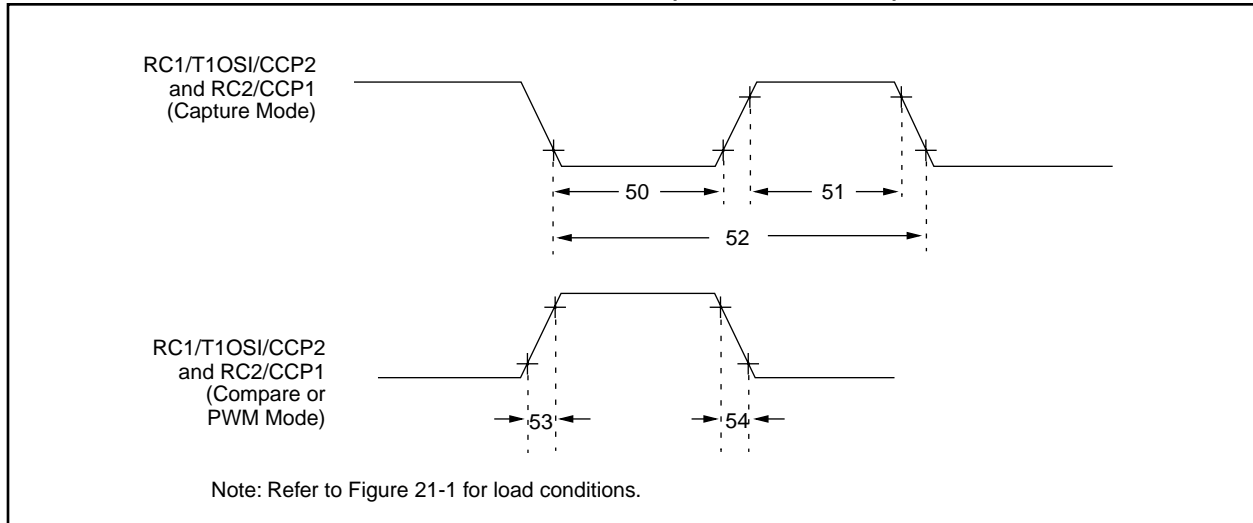 RC1/T1OSI/CCP2
and RC2/CCP1
(Capture Mode)
50
51
52
RC1/T1OSI/CCP2
and RC2/CCP1
(Compare or
PWM Mode)
53
54
Note: Refer to Figure 21-1 for load conditions.